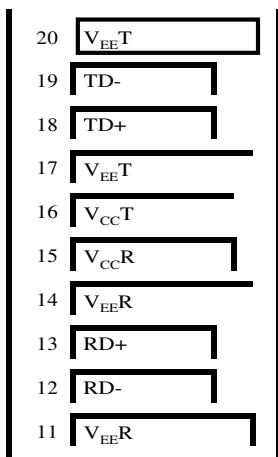 20 VEET
19 TD-
18 TD+
17 VEET
16 VCCT
15 VCCR
14 VEER
13 RD+
12 RD-
11 VEER